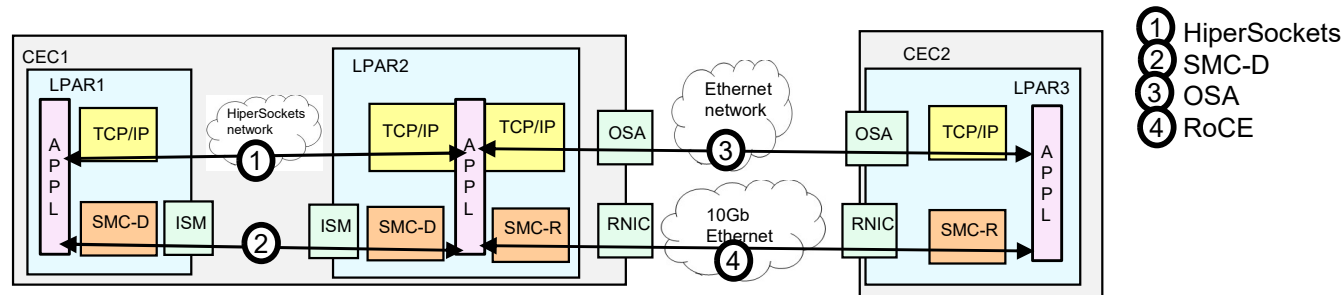 CEC1
LPAR1
A
P
P
L
TCP/IP
SMC-D
ISM
HiperSockets
network
1
2
LPAR2
TCP/IP
TCP/IP
A
P
P
L
ISM
SMC-D
SMC-R
OSA
RNIC
Ethernet
network
3
10Gb
Ethernet
4
CEC2
LPAR3
OSA
TCP/IP
RNIC
SMC-R
A
P
P
L
1 HiperSockets
2 SMC-D
3 OSA
4 RoCE